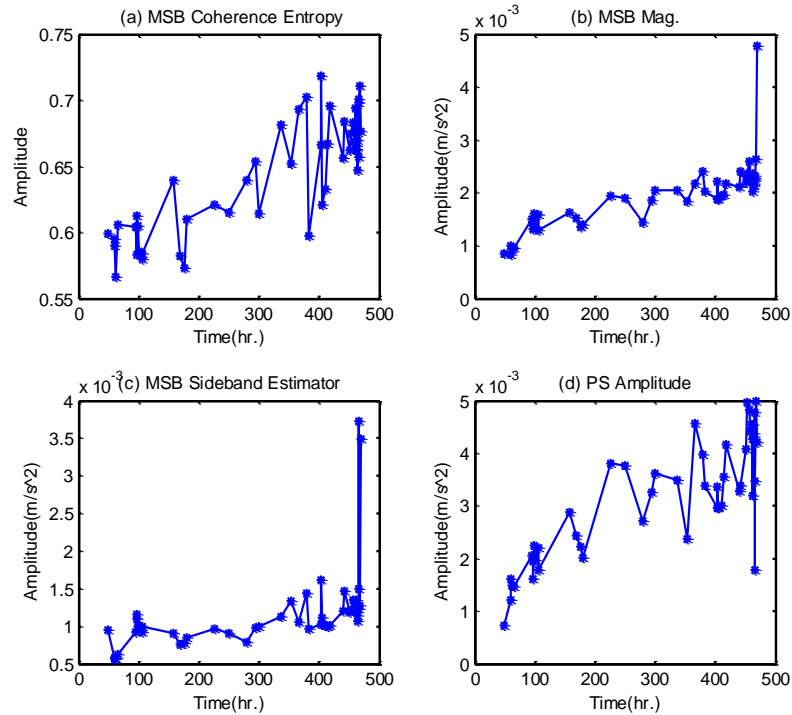 (a) MSB Coherence Entropy
0.75
0.7
0.65
0.6
0.55
Amplitude
0 100 200 300 400 500
Time(hr.)
(b) MSB Mag.
x 10-3
5
4
3
2
1
0
Amplitude(m/s^2)
0 100 200 300 400 500
Time(hr.)
x 10-3
(c) MSB Sideband Estimator
4
3.5
3
2.5
2
1.5
1
0.5
Amplitude(m/s^2)
0 100 200 300 400 500
Time(hr.)
x 10-3
(d) PS Amplitude
5
4
3
2
1
0
Amplitude(m/s^2)
0 100 200 300 400 500
Time(hr.)